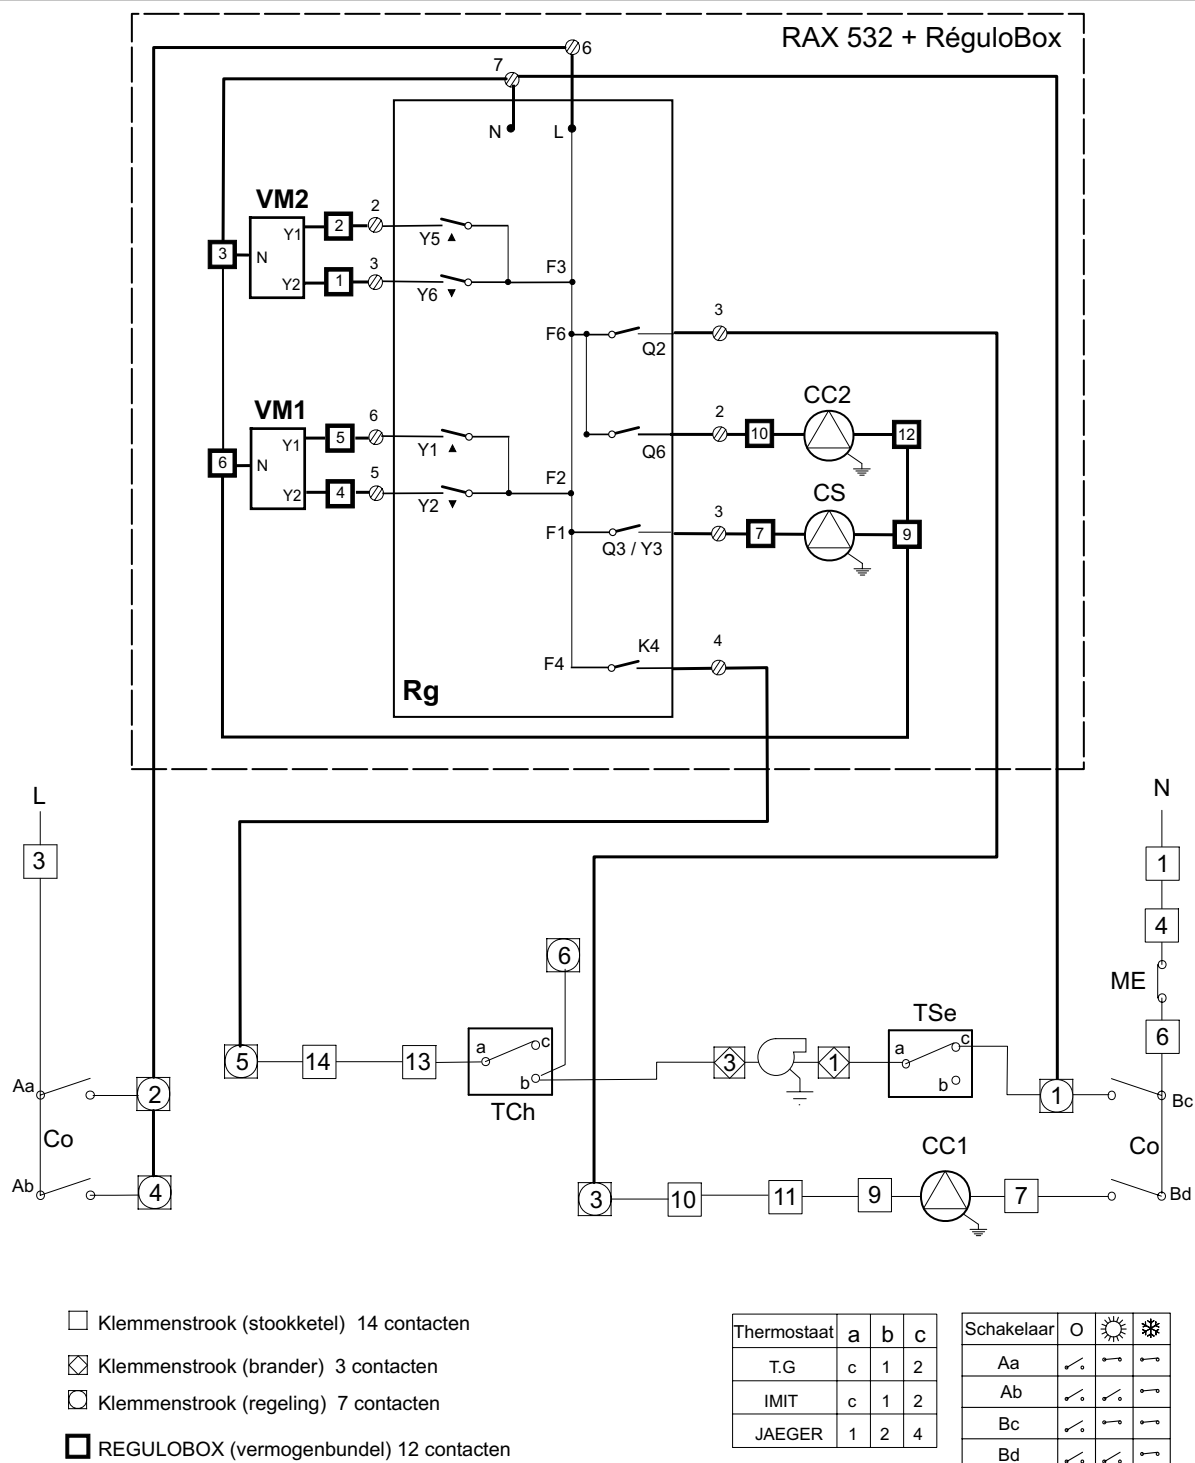 RAX 532 + RéguloBox
6
7
N
L
VM2
Y1
N
Y2
3
2
2
Y5 ▲
1
3
Y6 ▼
F3
F6
3
Q2
CC2
2
10
12
Q6
VM1
Y1
N
Y2
6
5
6
Y1 ▲
4
5
Y2 ▼
F2
CS
F1
3
7
9
Q3 / Y3
F4
K4
4
Rg
L
3
N
1
4
ME
6
6
TSe
5
14
13
a
c
b
TCh
3
1
a
c
b
Aa
2
1
Bc
Co
Co
CC1
Ab
4
3
10
11
9
7
Bd
Klemmenstrook (stookketel) 14 contacten
Klemmenstrook (brander) 3 contacten
Klemmenstrook (regeling) 7 contacten
REGULOBOX (vermogenbundel) 12 contacten
Thermostaat a b c
T.G c 1 2
IMIT c 1 2
JAEGER 1 2 4
Schakelaar O
Aa
Ab
Bc
Bd